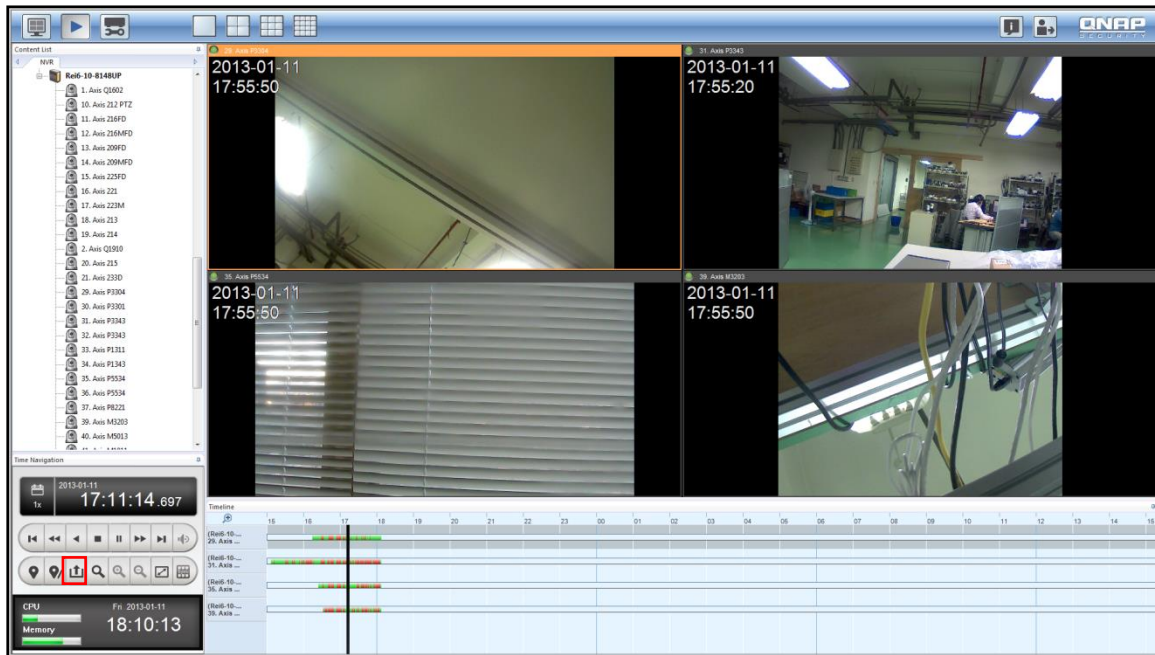 QNAP
SECURITY
Content List
NVR
Rei6-10-8148UP
1. Axis Q1602
10. Axis 212 PTZ
11. Axis 216FD
12. Axis 216MFD
13. Axis 209FD
14. Axis 209MFD
15. Axis 225FD
16. Axis 221
17. Axis 223M
18. Axis 213
19. Axis 214
2. Axis Q1910
20. Axis 215
21. Axis 233D
29. Axis P3304
30. Axis P3301
31. Axis P3343
32. Axis P3343
33. Axis P1311
34. Axis P1343
35. Axis P5534
36. Axis P5534
37. Axis P8221
39. Axis M3203
40. Axis M5013
29. Axis P3304
2013-01-11
17:55:50
31. Axis P3343
2013-01-11
17:55:20
35. Axis P5534
2013-01-11
17:55:50
39. Axis M3203
2013-01-11
17:55:50
Time Navigation
2013-01-11
1x 17:11:14.697
CPU
Memory
Fri 2013-01-11
18:10:13
Timeline
15 16 17 18 19 20 21 22 23 00 01 02 03 04 05 06 07 08 09 10 11 12 13 14 15
(Rei6-10-...
29. Axis ...
(Rei6-10-...
31. Axis ...
(Rei6-10-...
35. Axis ...
(Rei6-10-...
39. Axis ...